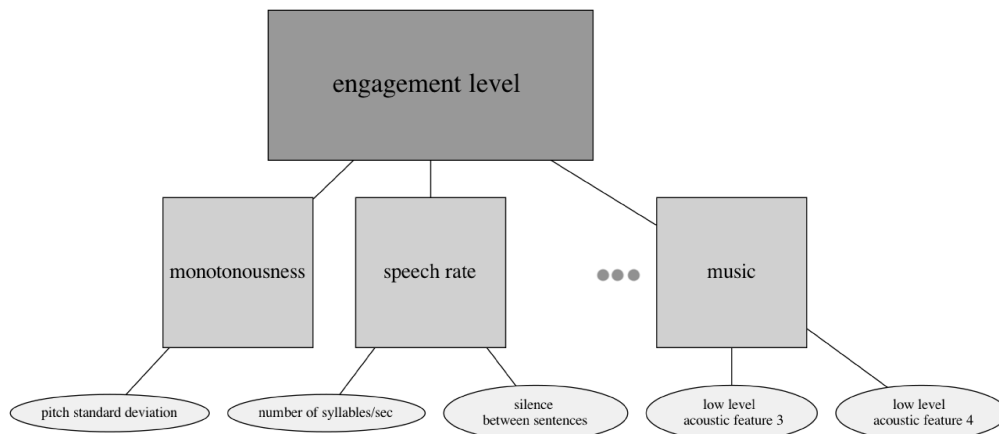 engagement level
monotonousness
speech rate
music
pitch standard deviation
number of syllables/sec
silence
between sentences
low level
acoustic feature 3
low level
acoustic feature 4